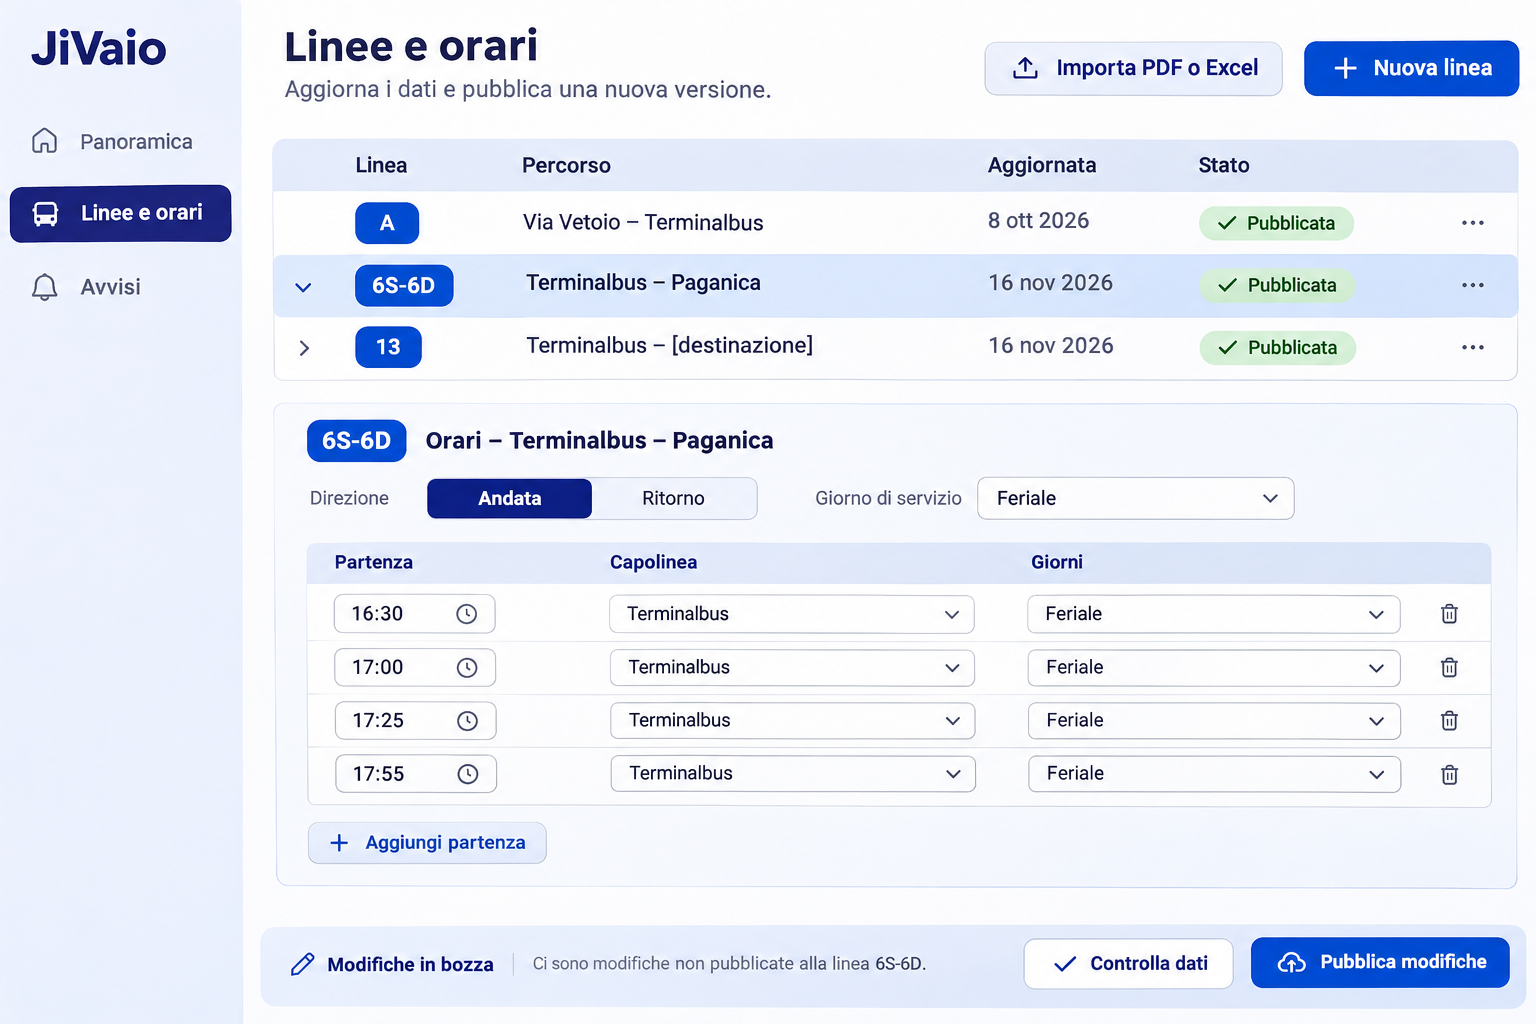 JiVaio
Panoramica
Linee e orari
Avvisi
Linee e orari
Aggiorna i dati e pubblica una nuova versione.
Importa PDF o Excel
Nuova linea
Linea Percorso Aggiornata Stato
A Via Vetoio – Terminalbus 8 ott 2026 Pubblicata
6S-6D Terminalbus – Paganica 16 nov 2026 Pubblicata
13 Terminalbus – [destinazione] 16 nov 2026 Pubblicata
6S-6D Orari – Terminalbus – Paganica
Direzione Andata Ritorno Giorno di servizio Feriale
Partenza Capolinea Giorni
16:30 Terminalbus Feriale
17:00 Terminalbus Feriale
17:25 Terminalbus Feriale
17:55 Terminalbus Feriale
Aggiungi partenza
Modifiche in bozza Ci sono modifiche non pubblicate alla linea 6S-6D. Controlla dati Pubblica modifiche